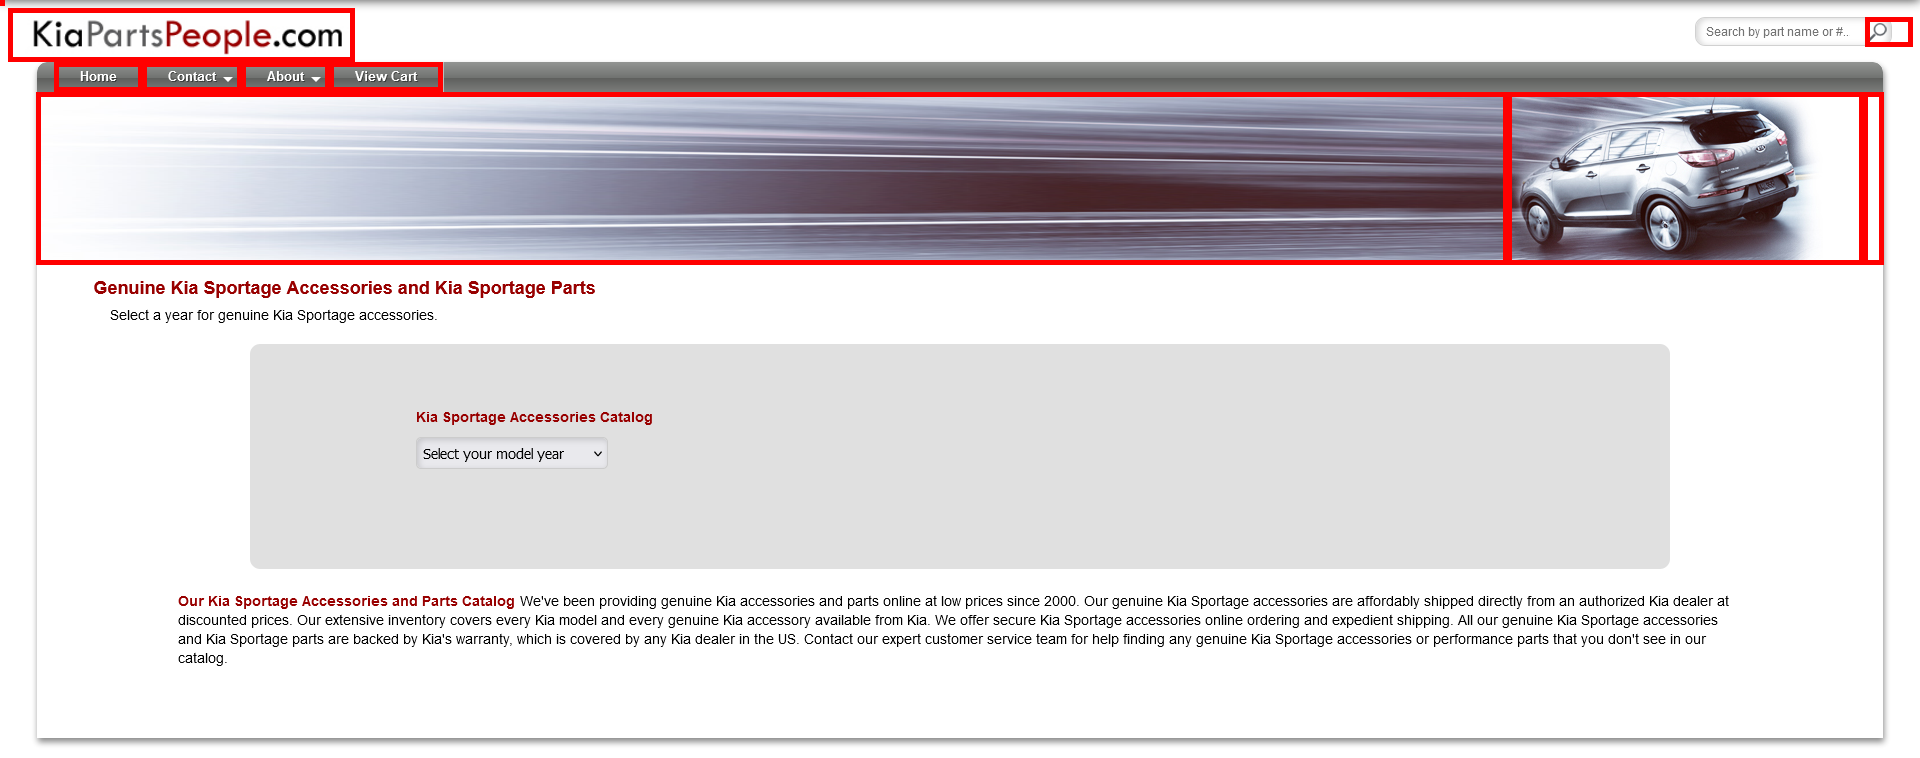 KiaPartsPeople.com
Search by part name or #..
Home
Contact
About
View Cart
Genuine Kia Sportage Accessories and Kia Sportage Parts
Select a year for genuine Kia Sportage accessories.
Kia Sportage Accessories Catalog
Select your model year
Our Kia Sportage Accessories and Parts Catalog We've been providing genuine Kia accessories and parts online at low prices since 2000. Our genuine Kia Sportage accessories are affordably shipped directly from an authorized Kia dealer at
discounted prices. Our extensive inventory covers every Kia model and every genuine Kia accessory available from Kia. We offer secure Kia Sportage accessories online ordering and expedient shipping. All our genuine Kia Sportage accessories
and Kia Sportage parts are backed by Kia's warranty, which is covered by any Kia dealer in the US. Contact our expert customer service team for help finding any genuine Kia Sportage accessories or performance parts that you don't see in our
catalog.